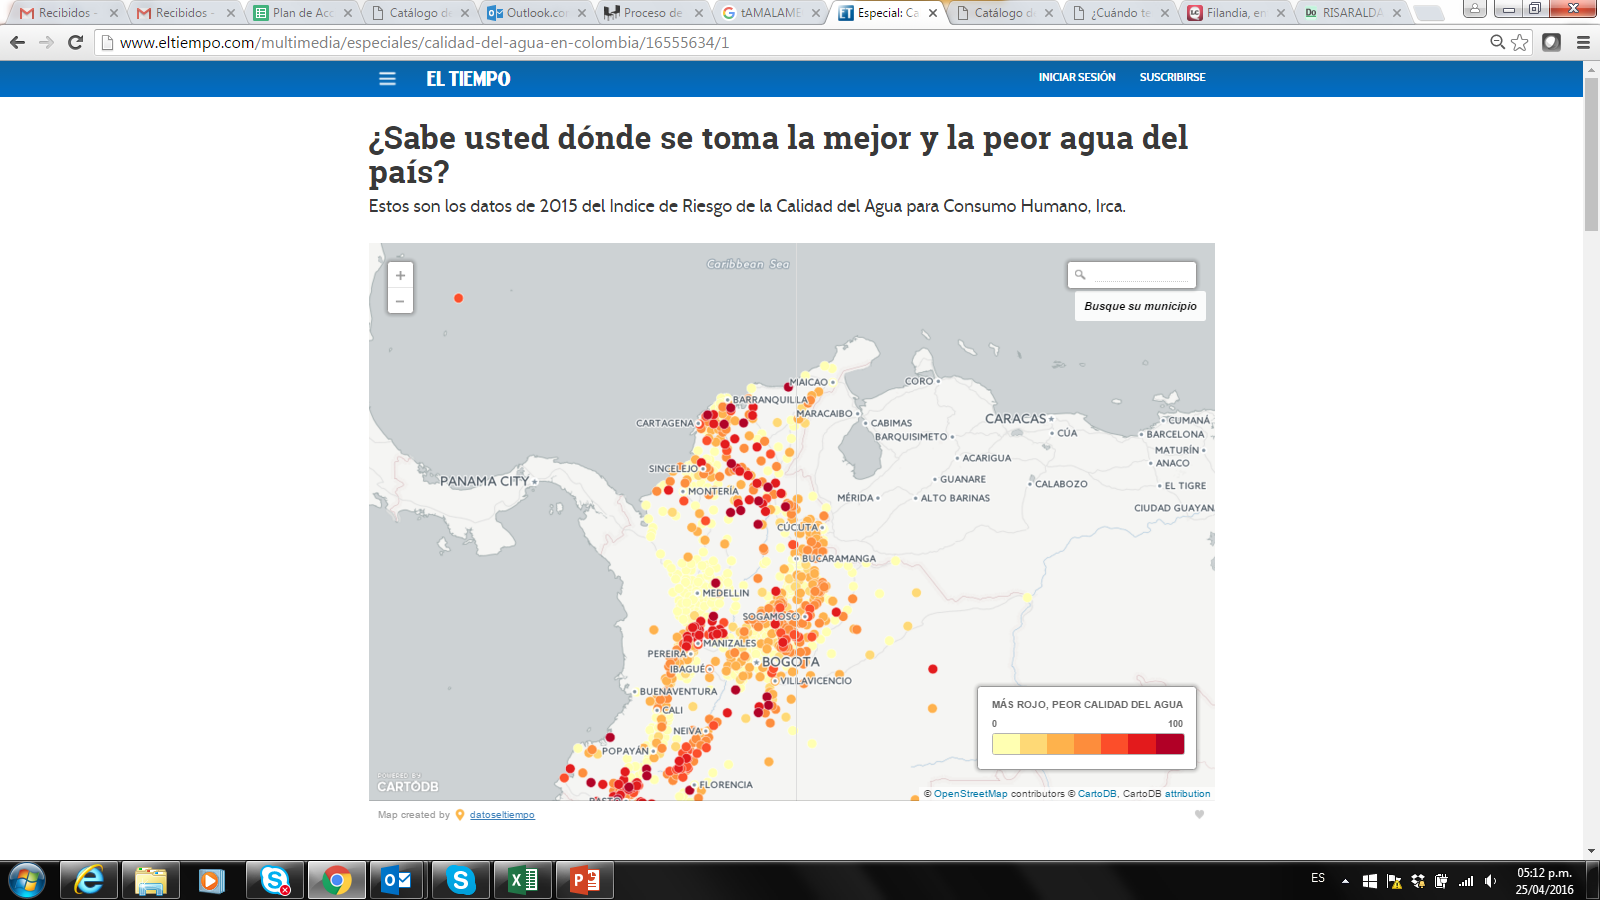 Recibidos -
Recibidos -
Plan de Acc
Catálogo de
Outlook.co
Proceso de
tAMALAME
Especial: Ca
Catálogo d
¿Cuándo te
Filandia, en
RISARALDA
www.eltiempo.com/multimedia/especiales/calidad-del-agua-en-colombia/16555634/1
EL TIEMPO
INICIAR SESIÓN
SUSCRIBIRSE
¿Sabe usted dónde se toma la mejor y la peor agua del
país?
Estos son los datos de 2015 del Indice de Riesgo de la Calidad del Agua para Consumo Humano, Irca.
+
−
Caribbean Sea
Busque su municipio
MAICAO
CORO
BARRANQUILLA
MARACAIBO
CARTAGENA
CABIMAS
CARACAS
CUMANÁ
BARQUISIMETO
CÚA
BARCELONA
MATURÍN
ACARIGUA
ANACO
SINCELEJO
PANAMA CITY
GUANARE
CALABOZO
EL TIGRE
MONTERÍA
MÉRIDA
ALTO BARINAS
CIUDAD GUAYAN
CÚCUTA
BUCARAMANGA
MEDELLIN
SOGAMOSO
MANIZALES
PEREIRA
BOGOTA
IBAGUÉ
VILLAVICENCIO
BUENAVENTURA
CALI
NEIVA
POPAYÁN
FLORENCIA
PASTO
MÁS ROJO, PEOR CALIDAD DEL AGUA
0 100
POWERED BY
CARTODB
© OpenStreetMap contributors © CartoDB, CartoDB attribution
Map created by datoseltiempo
ES
05:12 p.m.
25/04/2016